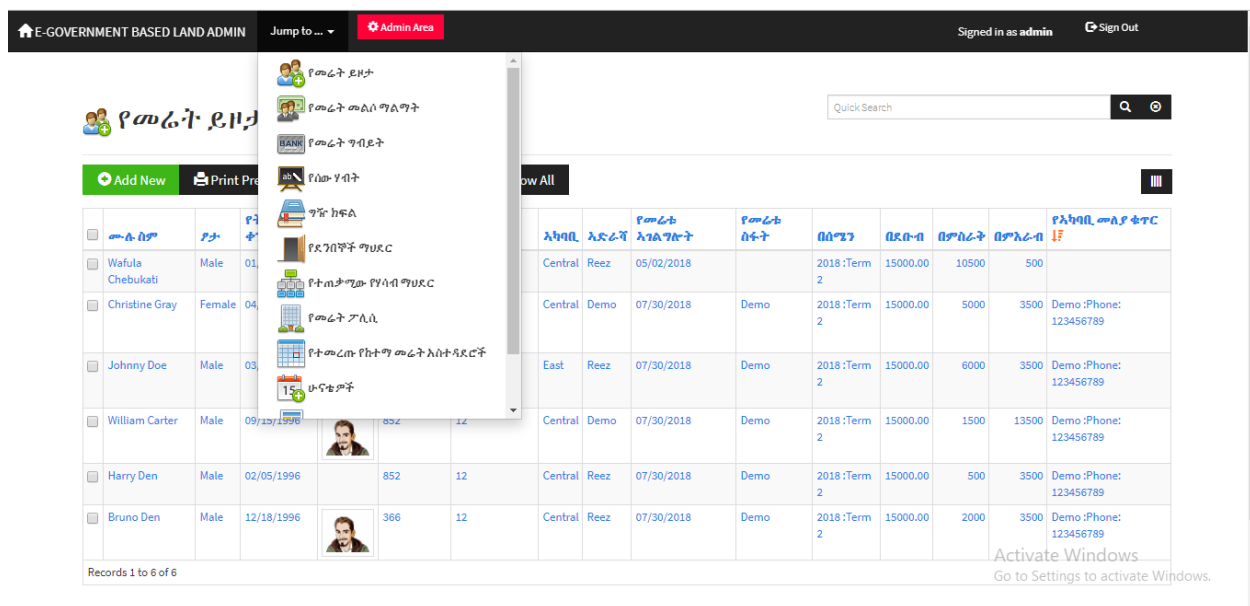 E-GOVERNMENT BASED LAND ADMIN Jump to ... Admin Area Signed in as admin Sign Out
የመሬት ይዞታ
የመሬት መልሶ ማልማት
የመሬት ግብይት
የሰው ሃብት
ግዥ ክፍል
የደንበኞች ማህደር
የተጠቃሚው የሃሳብ ማህደር
የመሬት ፖሊሲ
የተመረጡ የከተማ መሬት አስተዳደሮች
ሁናቴዎች
የመሬት ይዞታ
Quick Search
Add New Print Pre ow All
ሙሉ ስም ፆታ አካባቢ አድራሻ የመሬቱ አገልግሎት የመሬቱ ስፋት በሰሜን በደቡብ በምስራቅ በምእራብ የአካባቢ መለያ ቁጥር
Wafula Chebukati Male 01, Central Reez 05/02/2018 2018 :Term 2 15000.00 10500 500
Christine Gray Female 04, Central Demo 07/30/2018 Demo 2018 :Term 2 15000.00 5000 3500 Demo :Phone: 123456789
Johnny Doe Male 03, East Reez 07/30/2018 Demo 2018 :Term 2 15000.00 6000 3500 Demo :Phone: 123456789
William Carter Male 09/15/1996 852 12 Central Demo 07/30/2018 Demo 2018 :Term 2 15000.00 1500 13500 Demo :Phone: 123456789
Harry Den Male 02/05/1996 852 12 Central Reez 07/30/2018 Demo 2018 :Term 2 15000.00 500 3500 Demo :Phone: 123456789
Bruno Den Male 12/18/1996 366 12 Central Reez 07/30/2018 Demo 2018 :Term 2 15000.00 2000 3500 Demo :Phone: 123456789
Records 1 to 6 of 6
Activate Windows
Go to Settings to activate Windows.